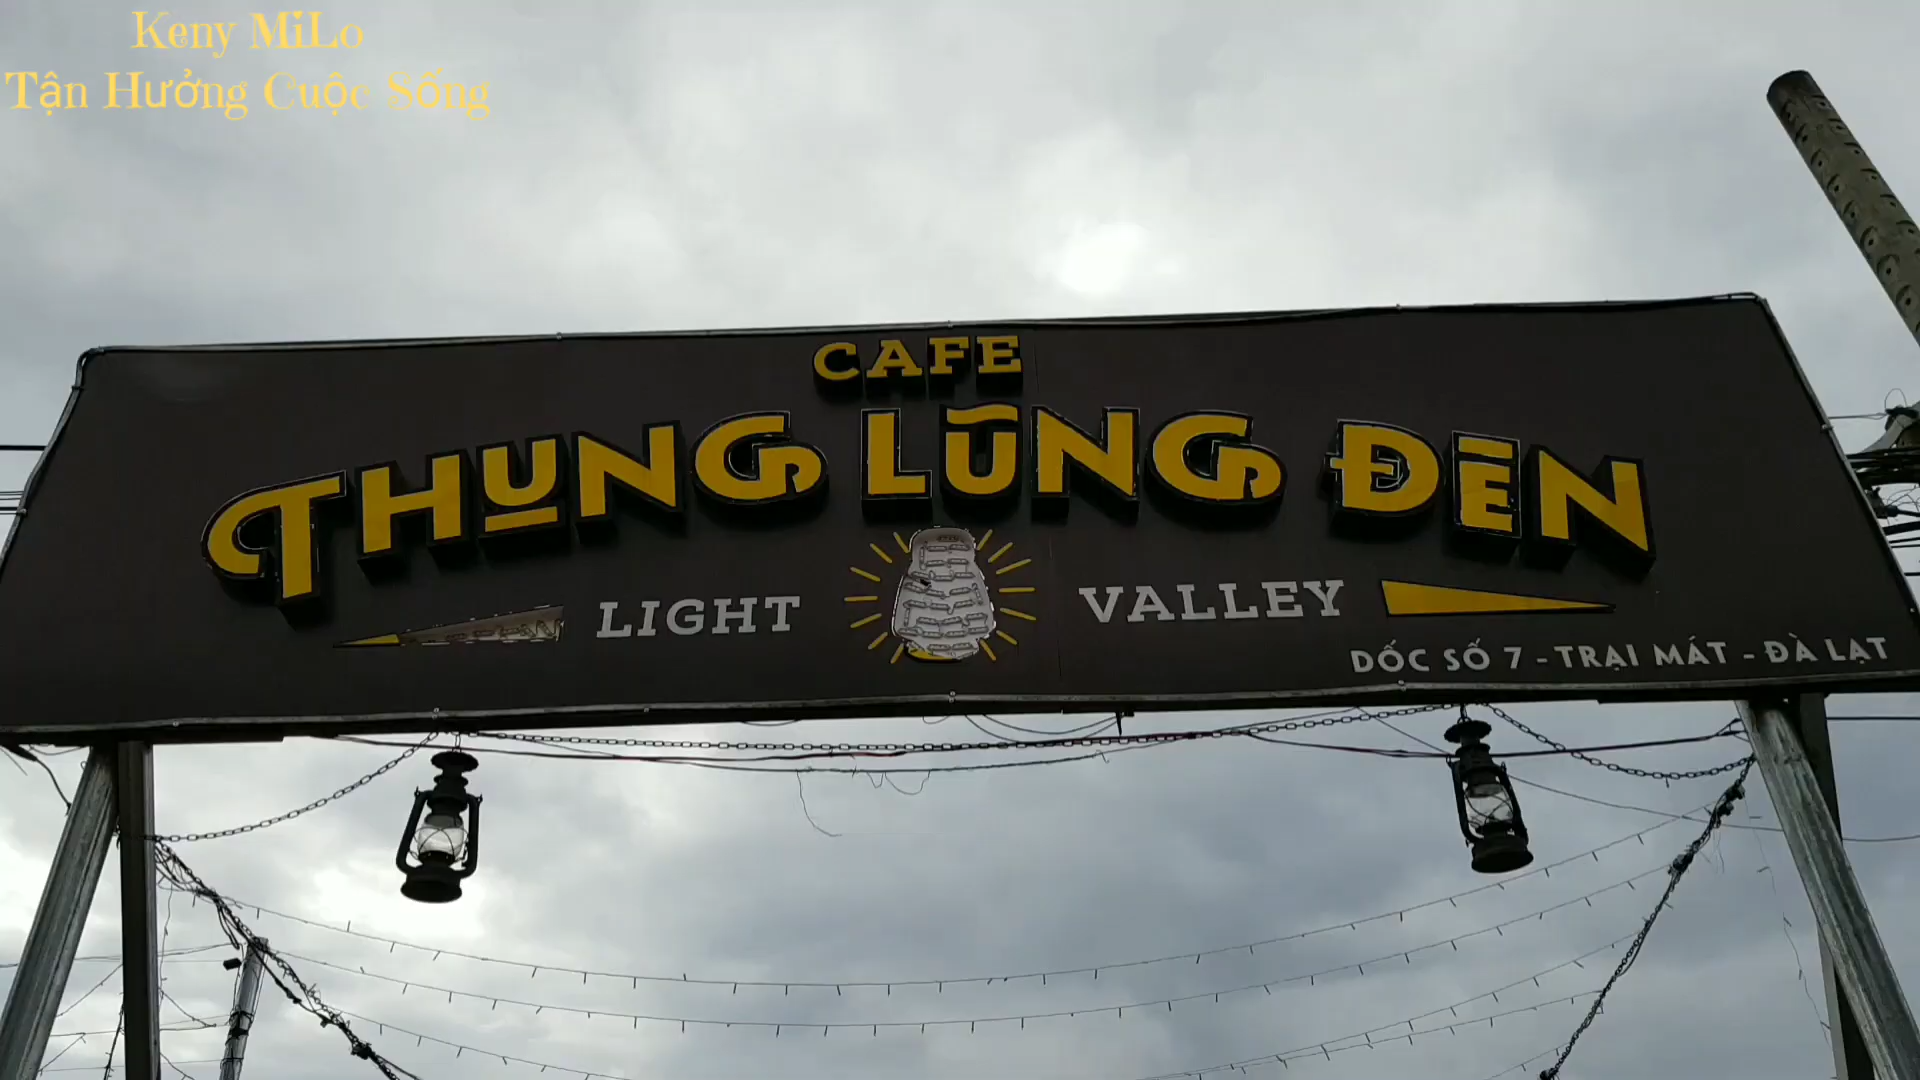 Keny MiLo
Tận Hưởng Cuộc Sống
CAFE
THUNG LŨNG ĐÈN
LIGHT VALLEY
DỐC SỐ 7 - TRẠI MÁT - ĐÀ LẠT